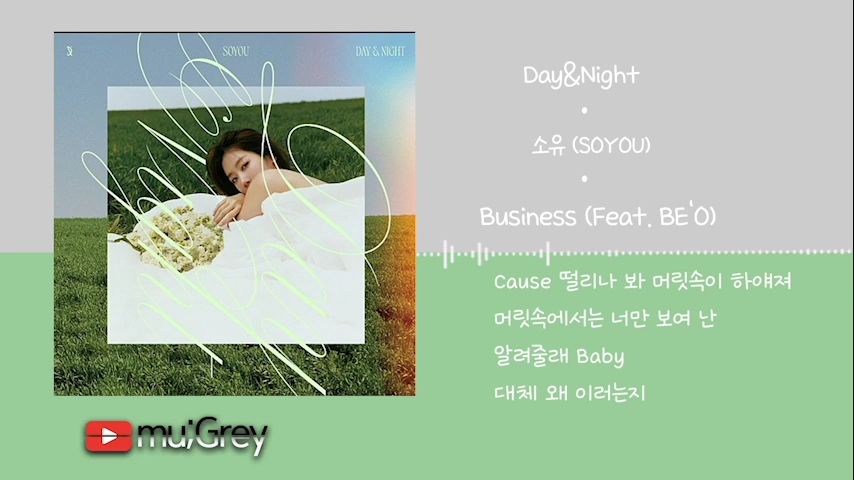 SOYOU
DAY & NIGHT
Day&Night
소유 (SOYOU)
Business (Feat. BE'O)
Cause 떨리나 봐 머릿속이 하얘져
머릿속에서는 너만 보여 난
알려줄래 Baby
대체 왜 이러는지
mu;Grey